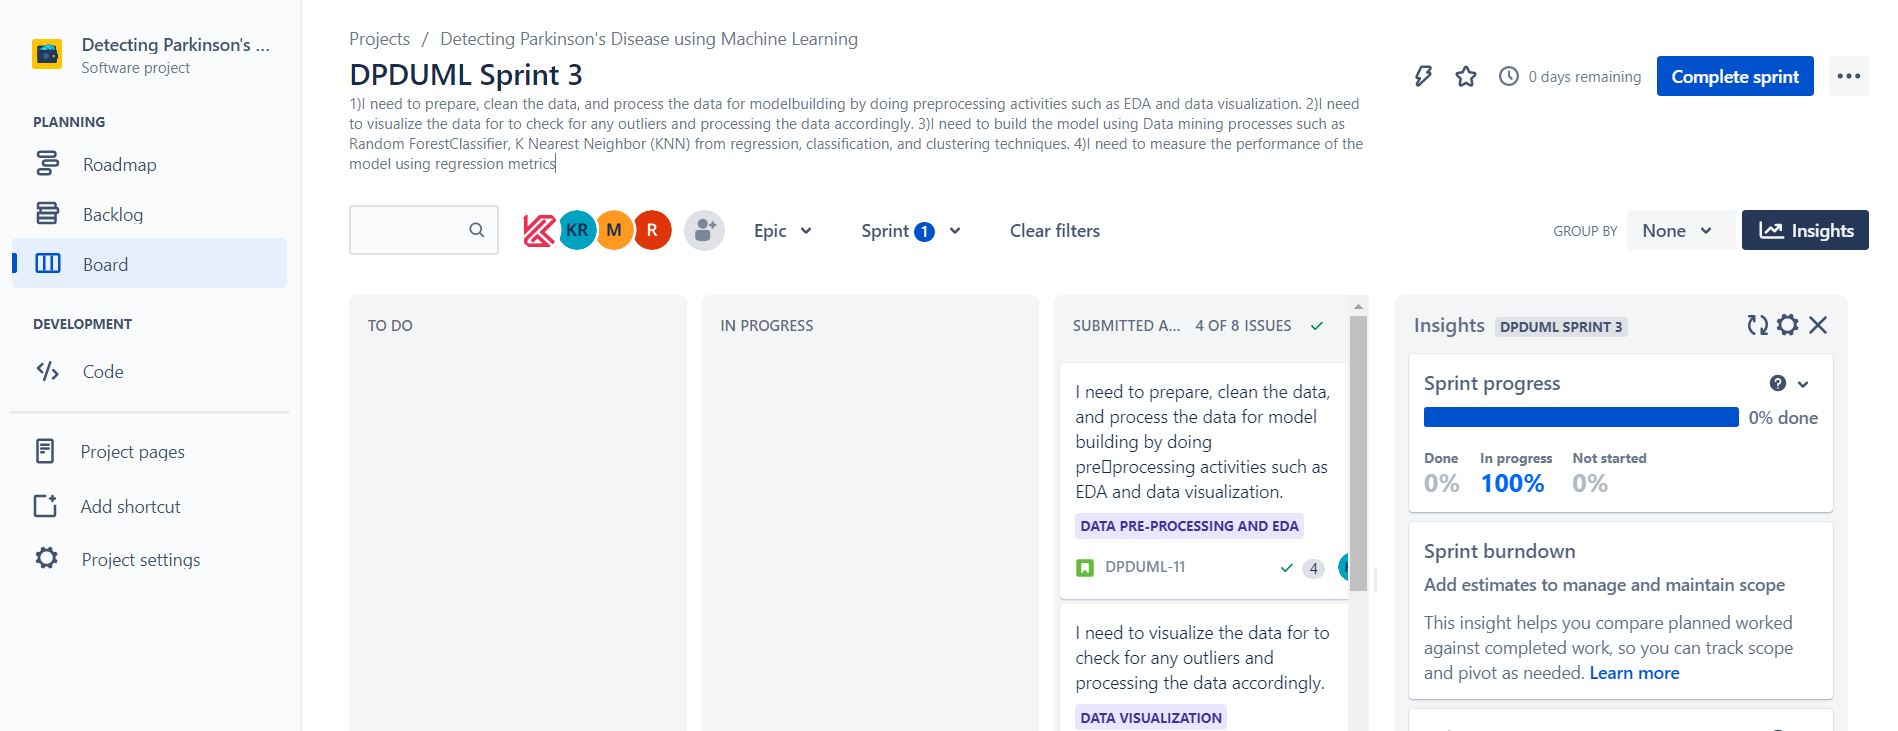 Detecting Parkinson's ...
Software project
PLANNING
Roadmap
Backlog
Board
DEVELOPMENT
Code
Project pages
Add shortcut
Project settings
Projects / Detecting Parkinson's Disease using Machine Learning
DPDUML Sprint 3
1)I need to prepare, clean the data, and process the data for modelbuilding by doing preprocessing activities such as EDA and data visualization. 2)I need
to visualize the data for to check for any outliers and processing the data accordingly. 3)I need to build the model using Data mining processes such as
Random ForestClassifier, K Nearest Neighbor (KNN) from regression, classification, and clustering techniques. 4)I need to measure the performance of the
model using regression metrics
0 days remaining
Complete sprint
KR M R
Epic
Sprint 1
Clear filters
GROUP BY
None
Insights
TO DO
IN PROGRESS
SUBMITTED A... 4 OF 8 ISSUES
I need to prepare, clean the data,
and process the data for model
building by doing
pre▯processing activities such as
EDA and data visualization.
DATA PRE-PROCESSING AND EDA
DPDUML-11
4
I need to visualize the data for to
check for any outliers and
processing the data accordingly.
DATA VISUALIZATION
Insights DPDUML SPRINT 3
Sprint progress
0% done
Done In progress Not started
0% 100% 0%
Sprint burndown
Add estimates to manage and maintain scope
This insight helps you compare planned worked
against completed work, so you can track scope
and pivot as needed. Learn more